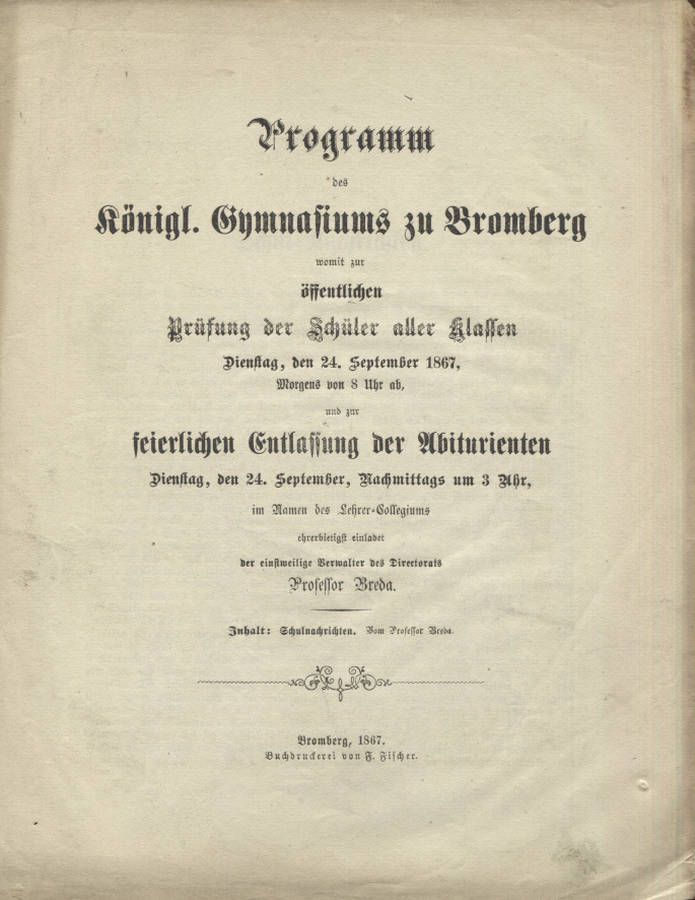 Programm
des
Königl. Gymnasiums zu Bromberg
womit zur
öffentlichen
Prüfung der Schüler aller Klassen
Dienstag, den 24. September 1867,
Morgens von 8 Uhr ab,
und zur
feierlichen Entlassung der Abiturienten
Dienstag, den 24. September, Nachmittags um 3 Uhr,
im Namen des Lehrer-Collegiums
ehrerbietigst einladet
der einstweilige Verwalter des Directorats
Professor Breda.
Inhalt: Schulnachrichten. Vom Professor Breda.
Bromberg, 1867.
Buchdruckerei von F. Fischer.